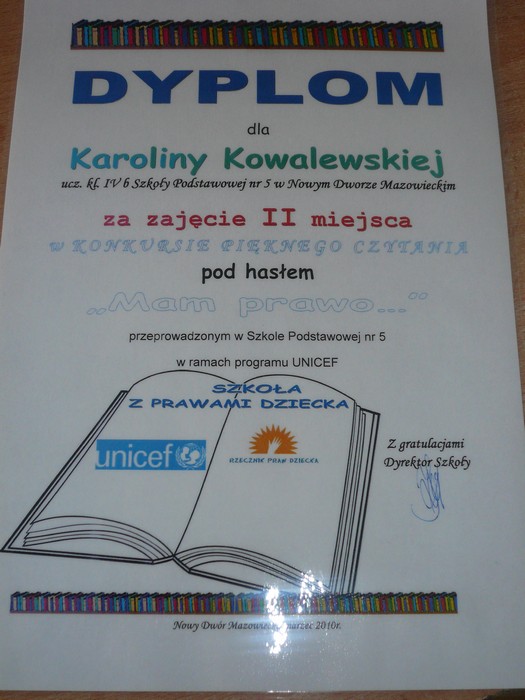 DYPLOM
dla
Karoliny Kowalewskiej
ucz. kl. IV b Szkoły Podstawowej nr 5 w Nowym Dworze Mazowieckim
za zajęcie II miejsca
w KONKURSIE PIĘKNEGO CZYTANIA
pod hasłem
„Mam prawo..."
przeprowadzonym w Szkole Podstawowej nr 5
w ramach programu UNICEF
SZKOŁA
Z PRAWAMI DZIECKA
unicef
RZECZNIK PRAW DZIECKA
Z gratulacjami
Dyrektor Szkoły
Nowy Dwór Mazowiecki, marzec 2010r.